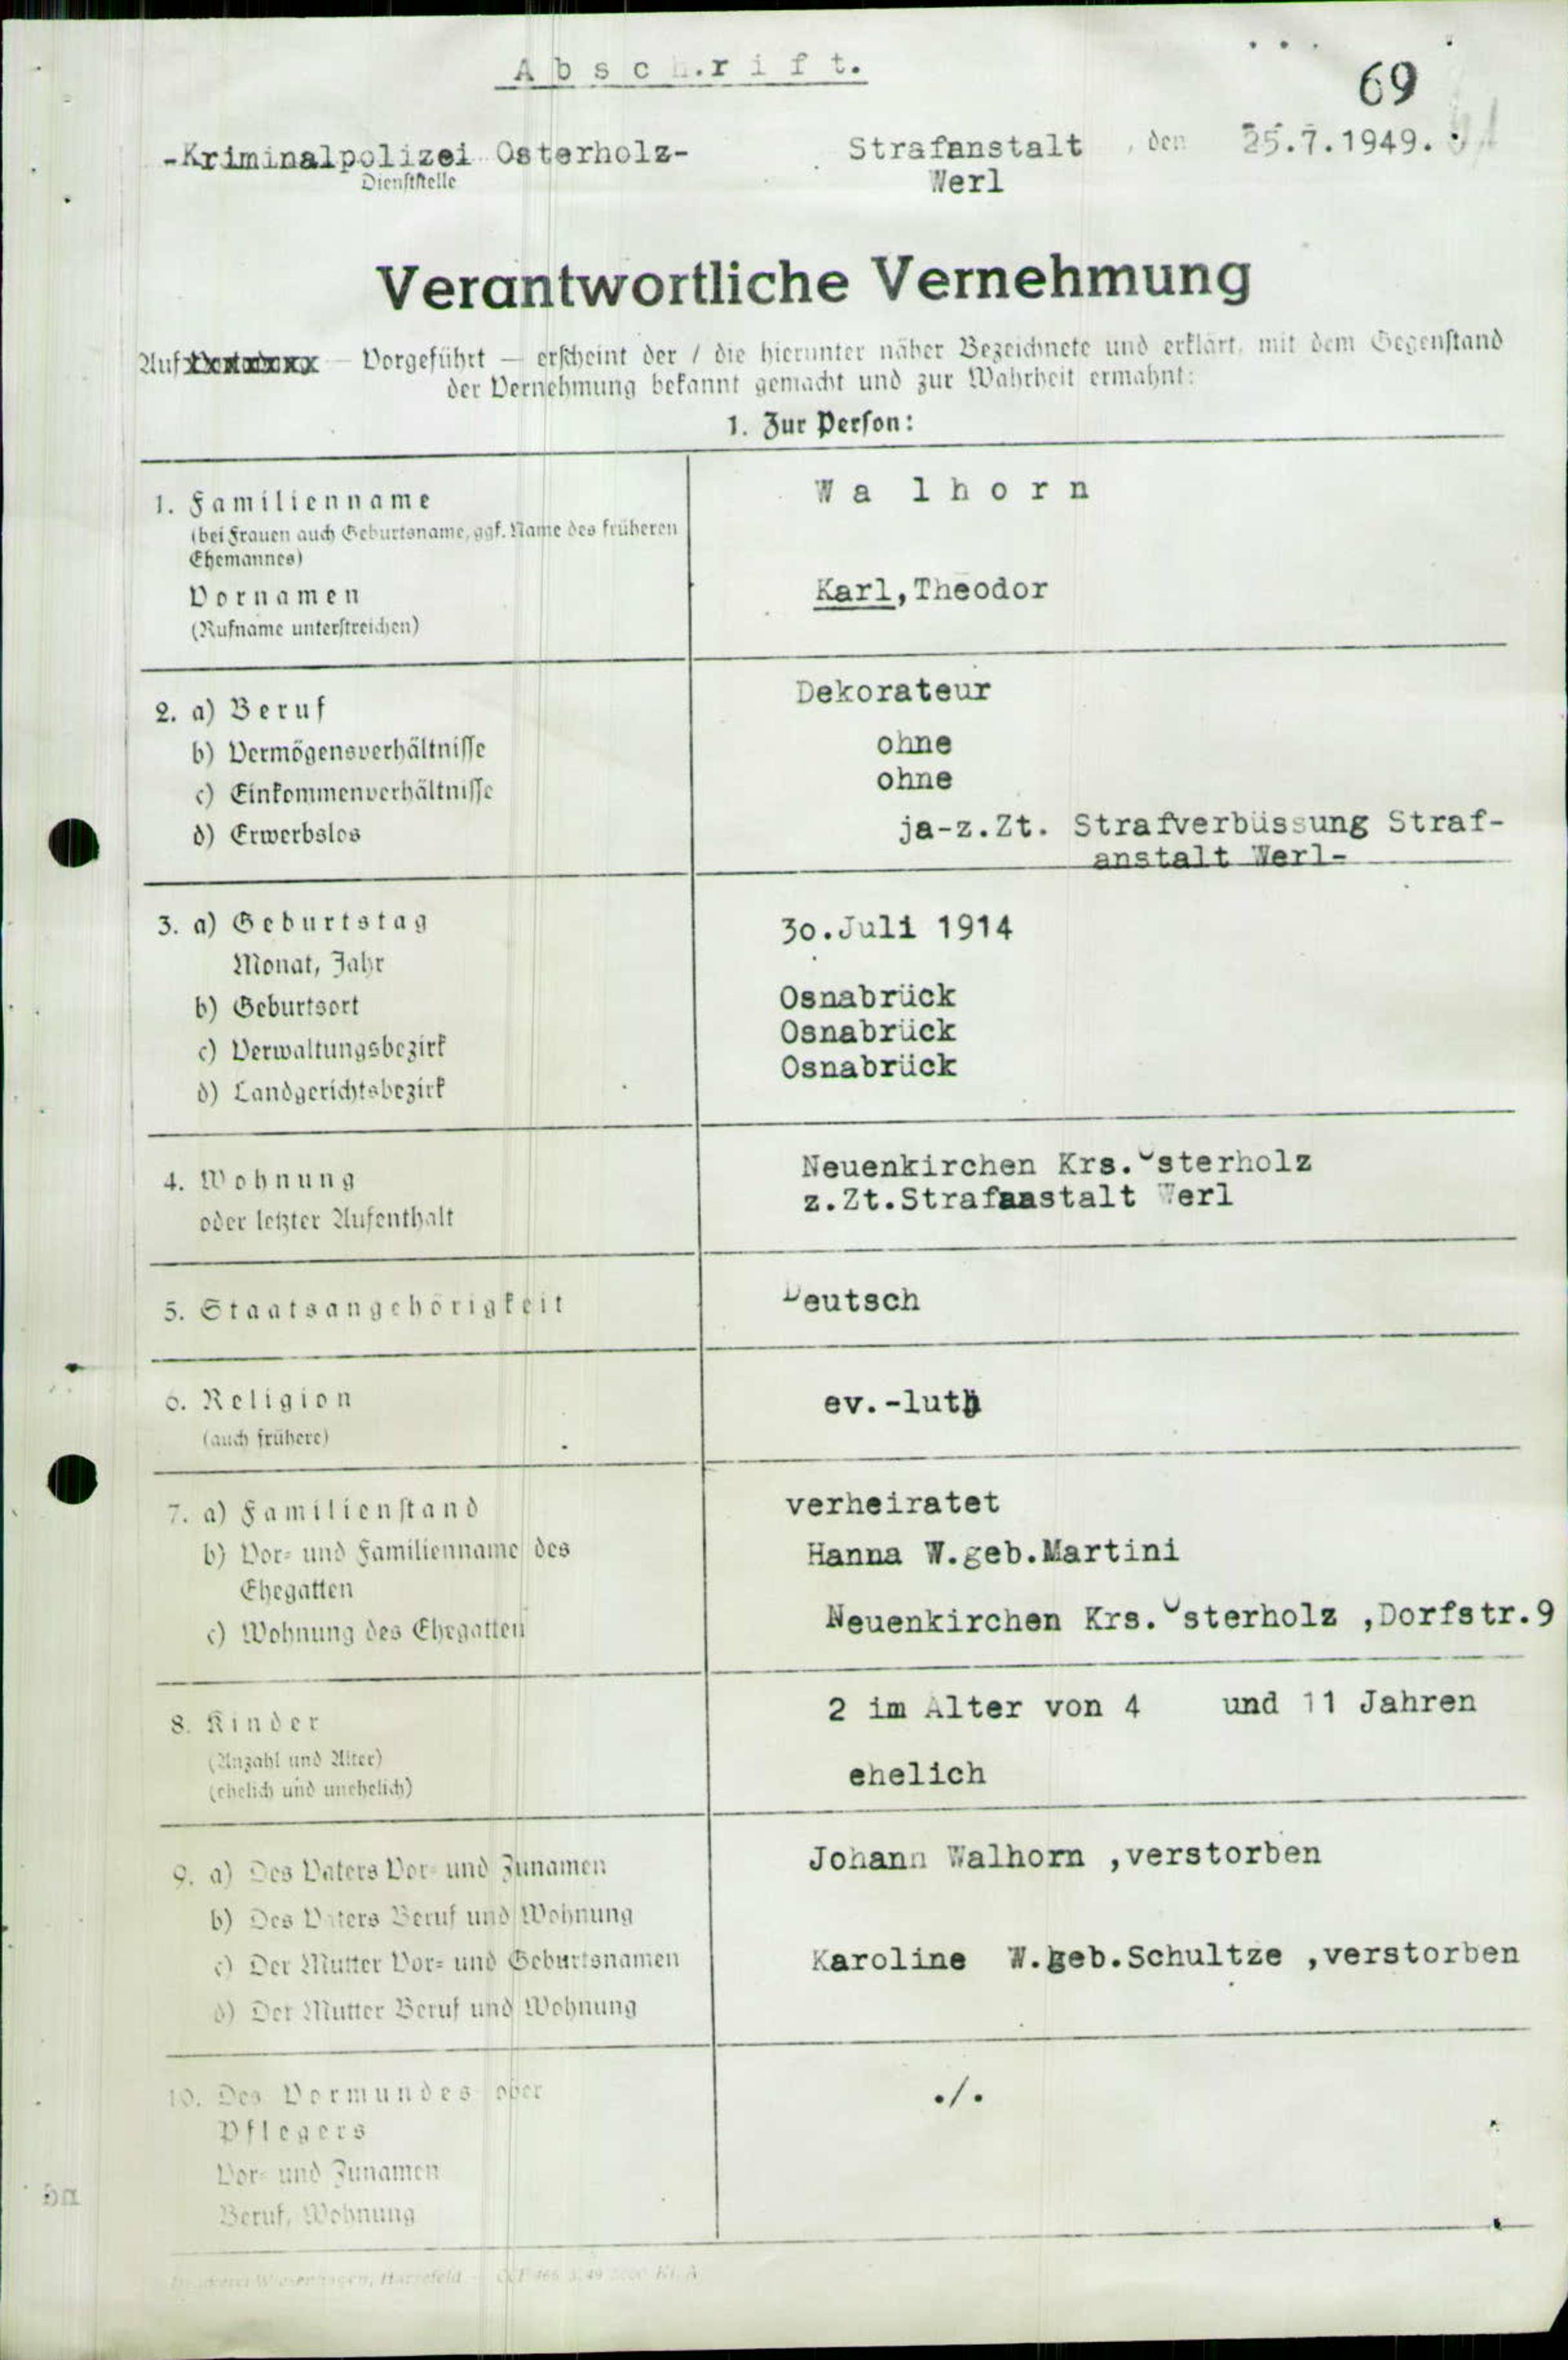 Abschrift.
69
-Kriminalpolizei Osterholz-
Dienststelle
Strafanstalt , den 25.7.1949.
Werl
Verantwortliche Vernehmung
Auf — Vorgeführt — erscheint der / die hierunter näher Bezeichnete und erklärt, mit dem Gegenstand
der Vernehmung bekannt gemacht und zur Wahrheit ermahnt:
1. Zur Person:
1. Familienname
(bei Frauen auch Geburtsname, ggf. Name des früheren
Ehemannes)
Walhorn
Vornamen
(Rufname unterstreichen)
Karl,Theodor
2. a) Beruf
Dekorateur
b) Vermögensverhältnisse
ohne
c) Einkommenverhältnisse
ohne
d) Erwerbslos
ja-z.Zt. Strafverbüssung Straf-
anstalt Werl-
3. a) Geburtstag
Monat, Jahr
30.Juli 1914
b) Geburtsort
Osnabrück
c) Verwaltungsbezirk
Osnabrück
d) Landgerichtsbezirk
Osnabrück
4. Wohnung
oder letzter Aufenthalt
Neuenkirchen Krs.Osterholz
z.Zt.Strafaastalt Werl
5. Staatsangehörigkeit
Deutsch
6. Religion
(auch frühere)
ev.-luth
7. a) Familienstand
verheiratet
b) Vor- und Familienname des
Ehegatten
Hanna W.geb.Martini
c) Wohnung des Ehegatten
Neuenkirchen Krs.Osterholz ,Dorfstr.9
8. Kinder
(Anzahl und Alter)
(ehelich und unehelich)
2 im Alter von 4 und 11 Jahren
ehelich
9. a) Des Vaters Vor- und Zunamen
Johann Walhorn ,verstorben
b) Des Vaters Beruf und Wohnung
c) Der Mutter Vor- und Geburtsnamen
Karoline W.geb.Schultze ,verstorben
d) Der Mutter Beruf und Wohnung
10. Des Vormundes oder
Pflegers
Vor- und Zunamen
Beruf, Wohnung
./.